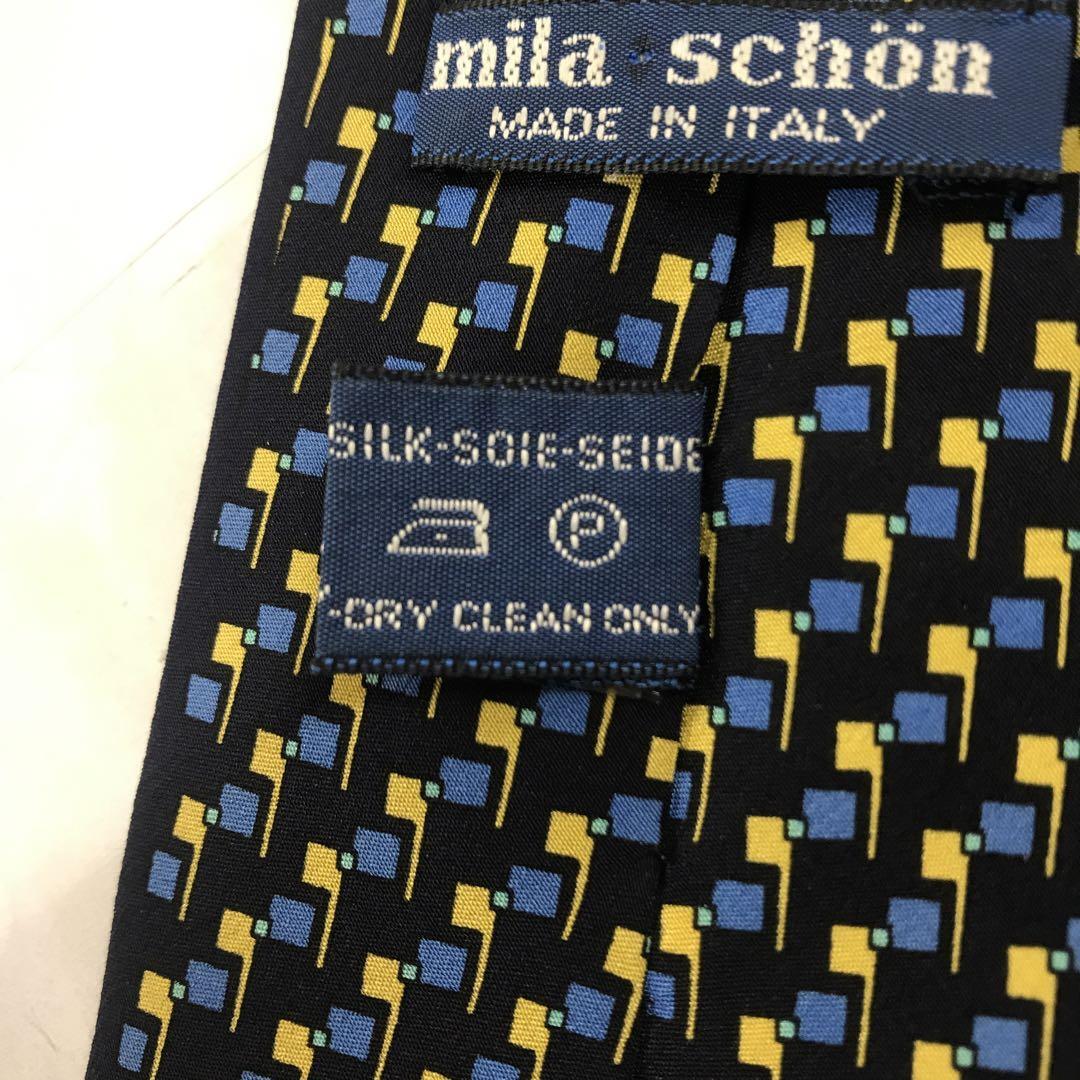 mila schön
MADE IN ITALY
SILK-SOIE-SEIDE
P
-DRY CLEAN ONLY